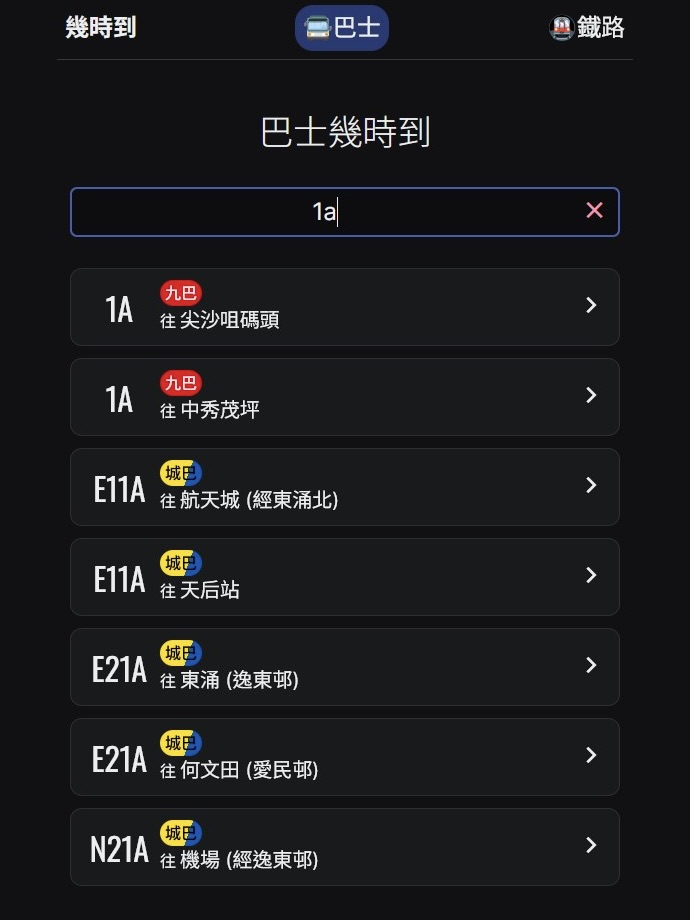 幾時到
巴士
鐵路
巴士幾時到
1a
1A
九巴
往 尖沙咀碼頭
1A
九巴
往 中秀茂坪
E11A
城巴
往 航天城 (經東涌北)
E11A
城巴
往 天后站
E21A
城巴
往 東涌 (逸東邨)
E21A
城巴
往 何文田 (愛民邨)
N21A
城巴
往 機場 (經逸東邨)